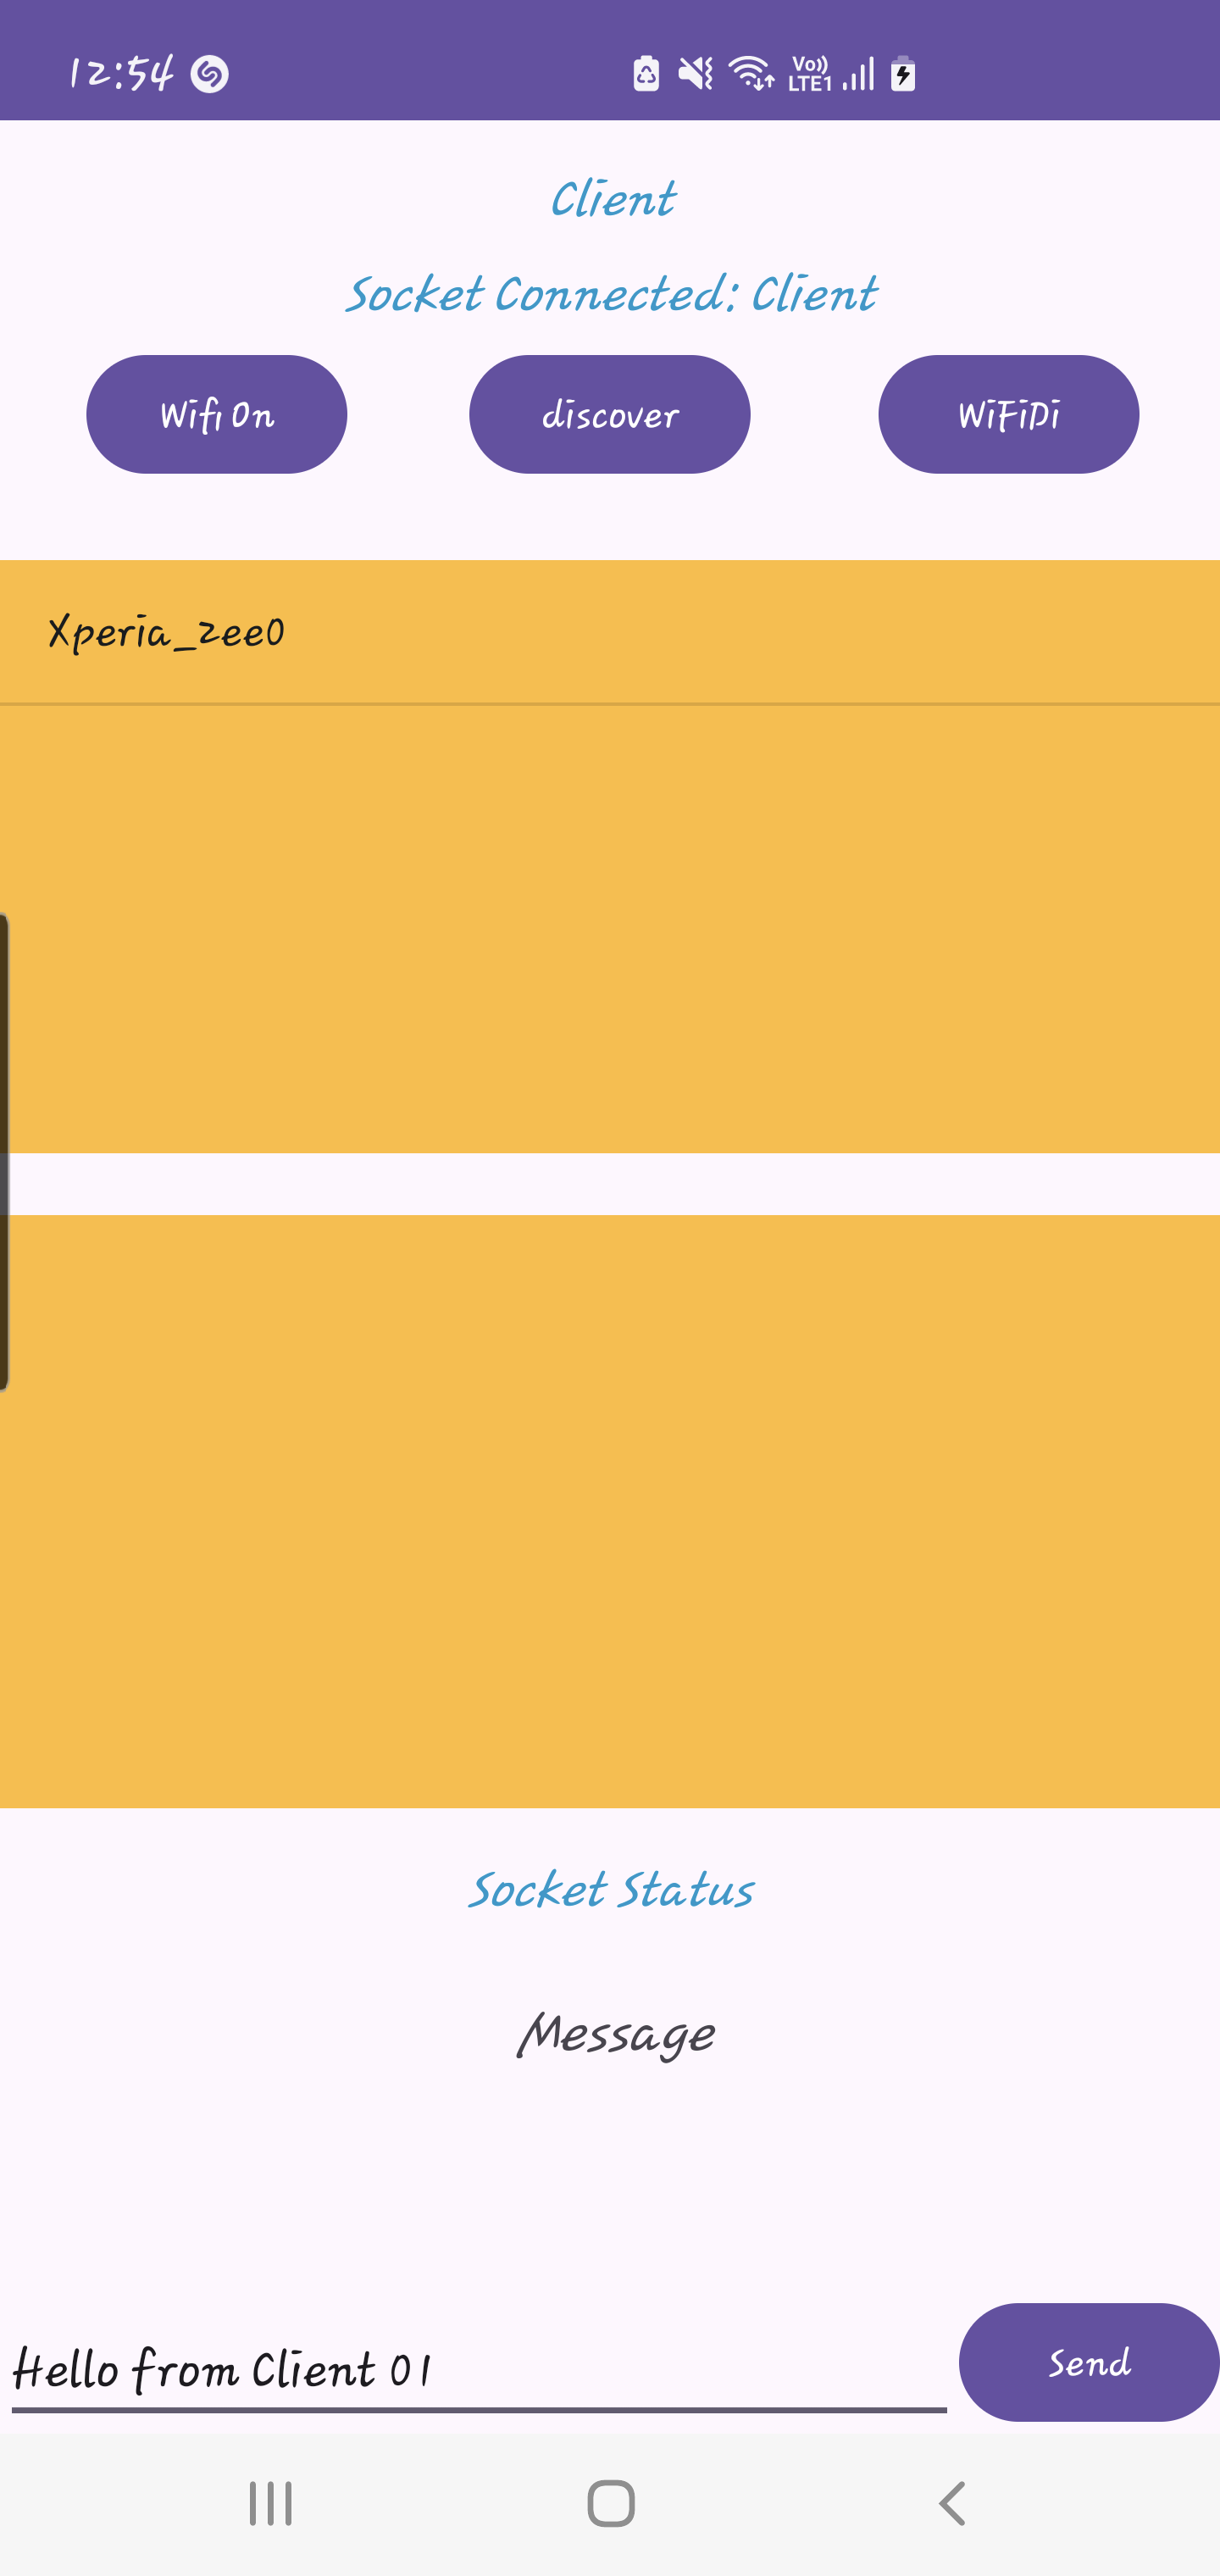 12:54
Vo)) LTE1
Client
Socket Connected: Client
Wifi On
discover
WiFiDi
Xperia_zee0
Socket Status
Message
Hello from Client 01
Send